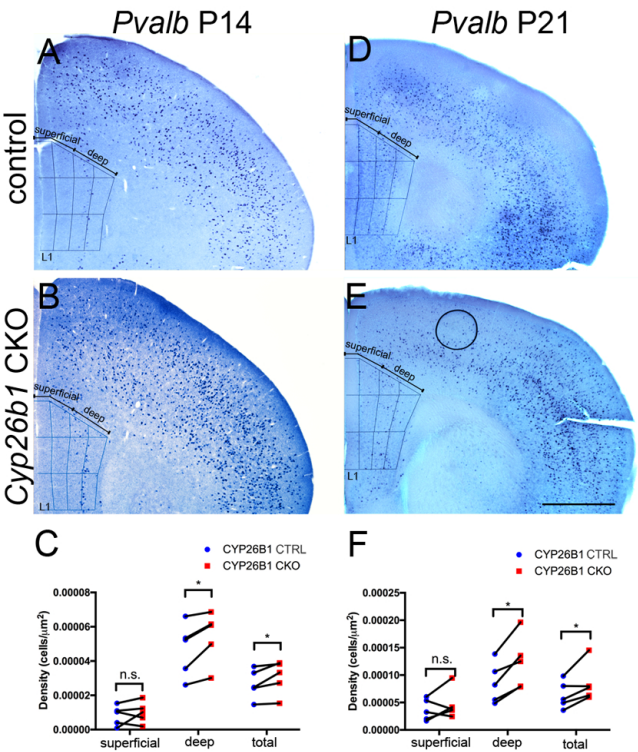 Pvalb P14
Pvalb P21
control
Cyp26b1 CKO
A
superficial
deep
L1
D
superficial
deep
L1
B
superficial
deep
L1
E
superficial
deep
L1
C
CYP26B1 CTRL
CYP26B1 CKO
Density (cells/μm²)
0.00008
0.00006
0.00004
0.00002
0.00000
n.s.
*
*
superficial
deep
total
F
CYP26B1 CTRL
CYP26B1 CKO
Density (cells/μm²)
0.00025
0.00020
0.00015
0.00010
0.00005
0.00000
n.s.
*
*
superficial
deep
total